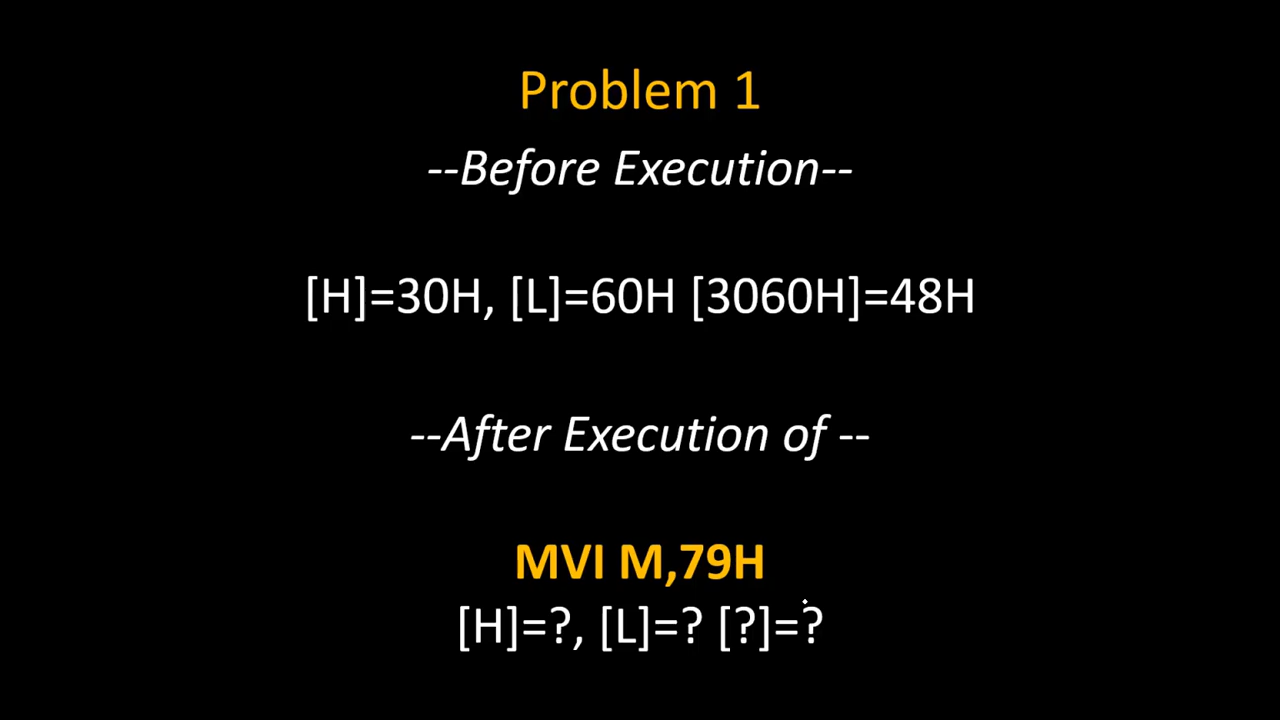 Problem 1
--Before Execution--
[H]=30H, [L]=60H [3060H]=48H
--After Execution of --
MVI M,79H
[H]=?, [L]=? [?]=?